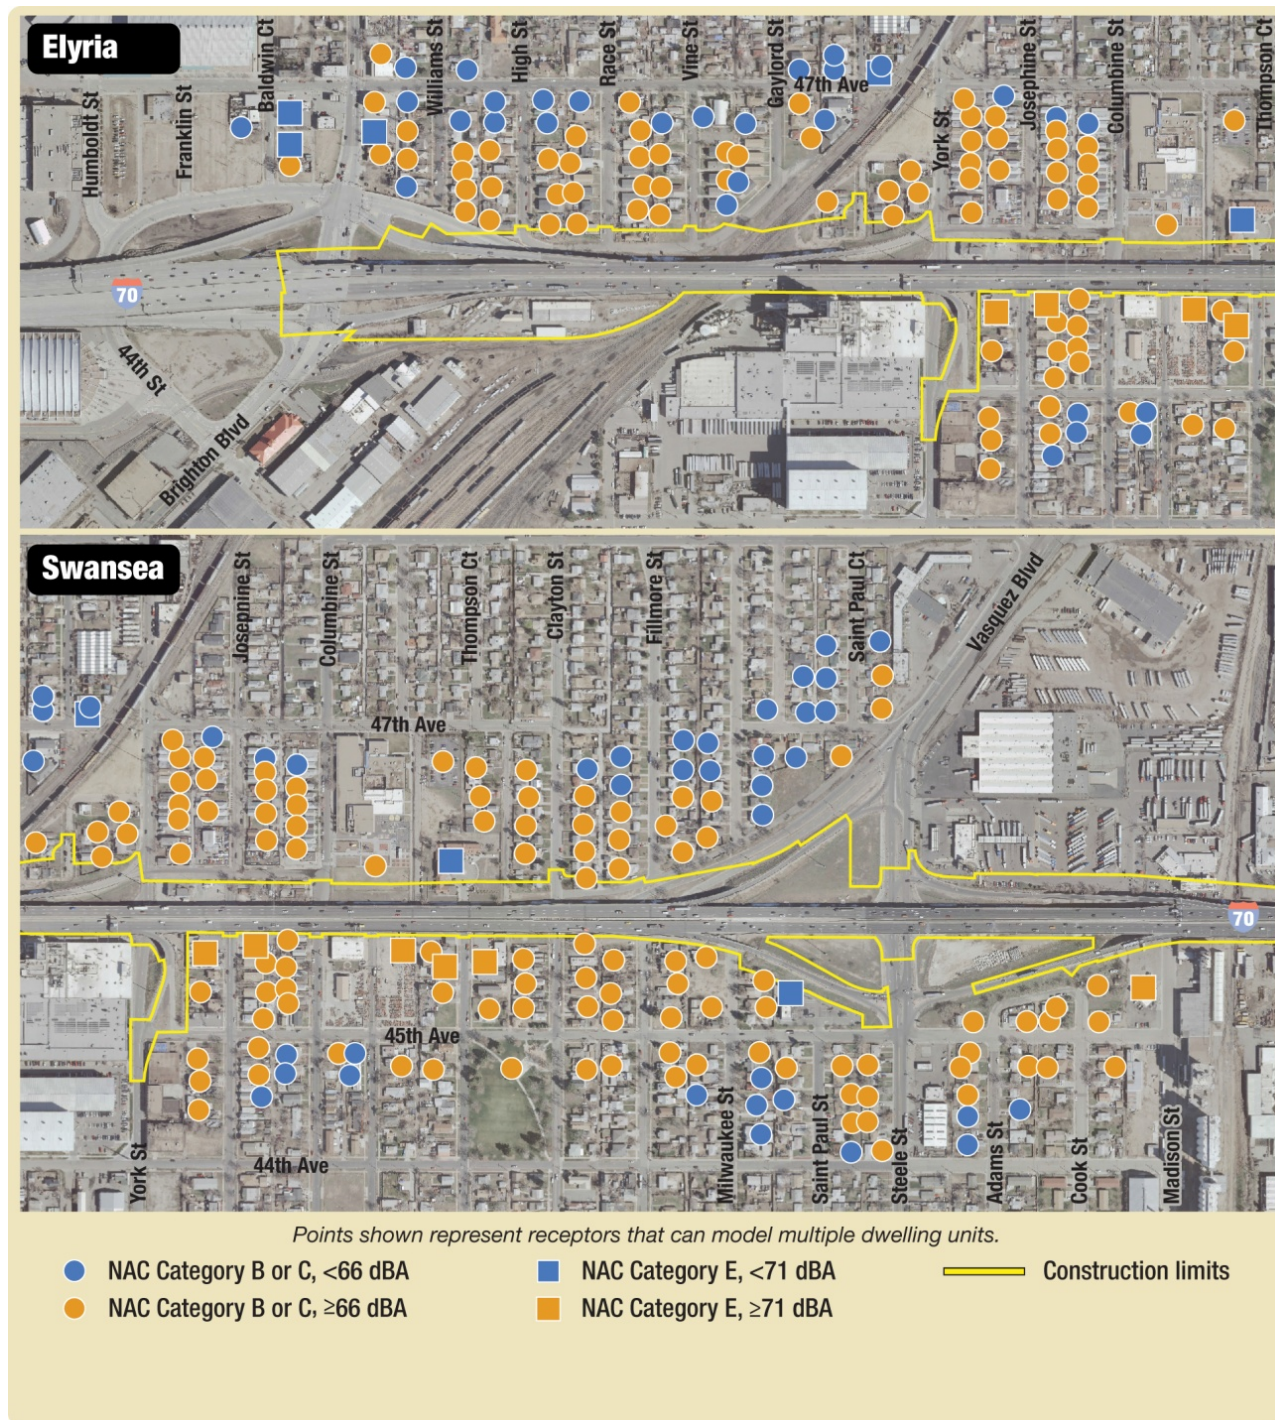 Elyria
Humboldt St
Franklin St
Baldwin Ct
Williams St
High St
Race St
Vine St
Gaylord St
47th Ave
York St
Josephine St
Columbine St
Thompson Ct
70
44th St
Brighton Blvd
Swansea
Josephine St
Columbine St
Thompson Ct
Clayton St
Fillmore St
Saint Paul Ct
Vasquez Blvd
47th Ave
70
45th Ave
44th Ave
York St
Milwaukee St
Saint Paul St
Steele St
Adams St
Cook St
Madison St
Points shown represent receptors that can model multiple dwelling units.
NAC Category B or C, <66 dBA
NAC Category E, <71 dBA
Construction limits
NAC Category B or C, ≥66 dBA
NAC Category E, ≥71 dBA